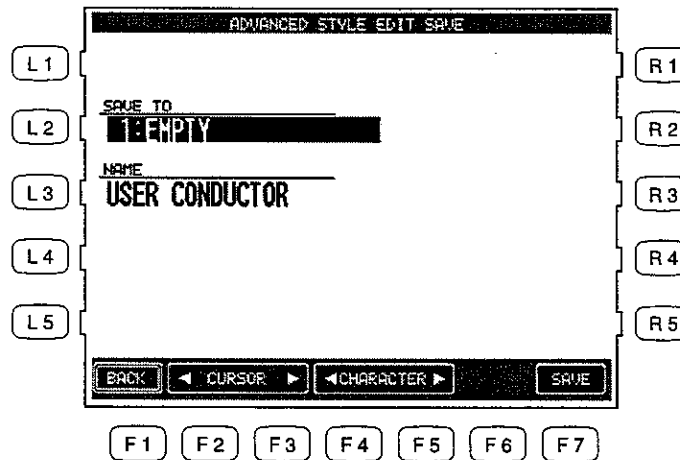 ADVANCED STYLE EDIT SAVE
L1
R1
SAVE TO
L2
1:EMPTY
R2
NAME
L3
USER CONDUCTOR
R3
L4
R4
L5
R5
BACK ◄ CURSOR ► ◄CHARACTER► SAVE
F1 F2 F3 F4 F5 F6 F7